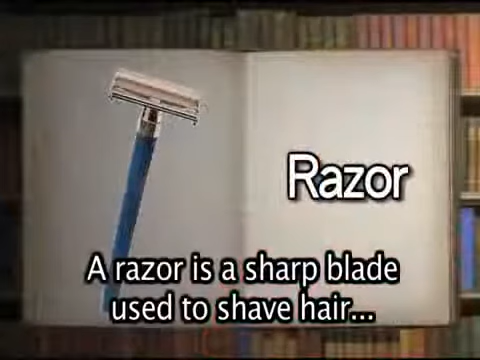 Razor
A razor is a sharp blade
used to shave hair...